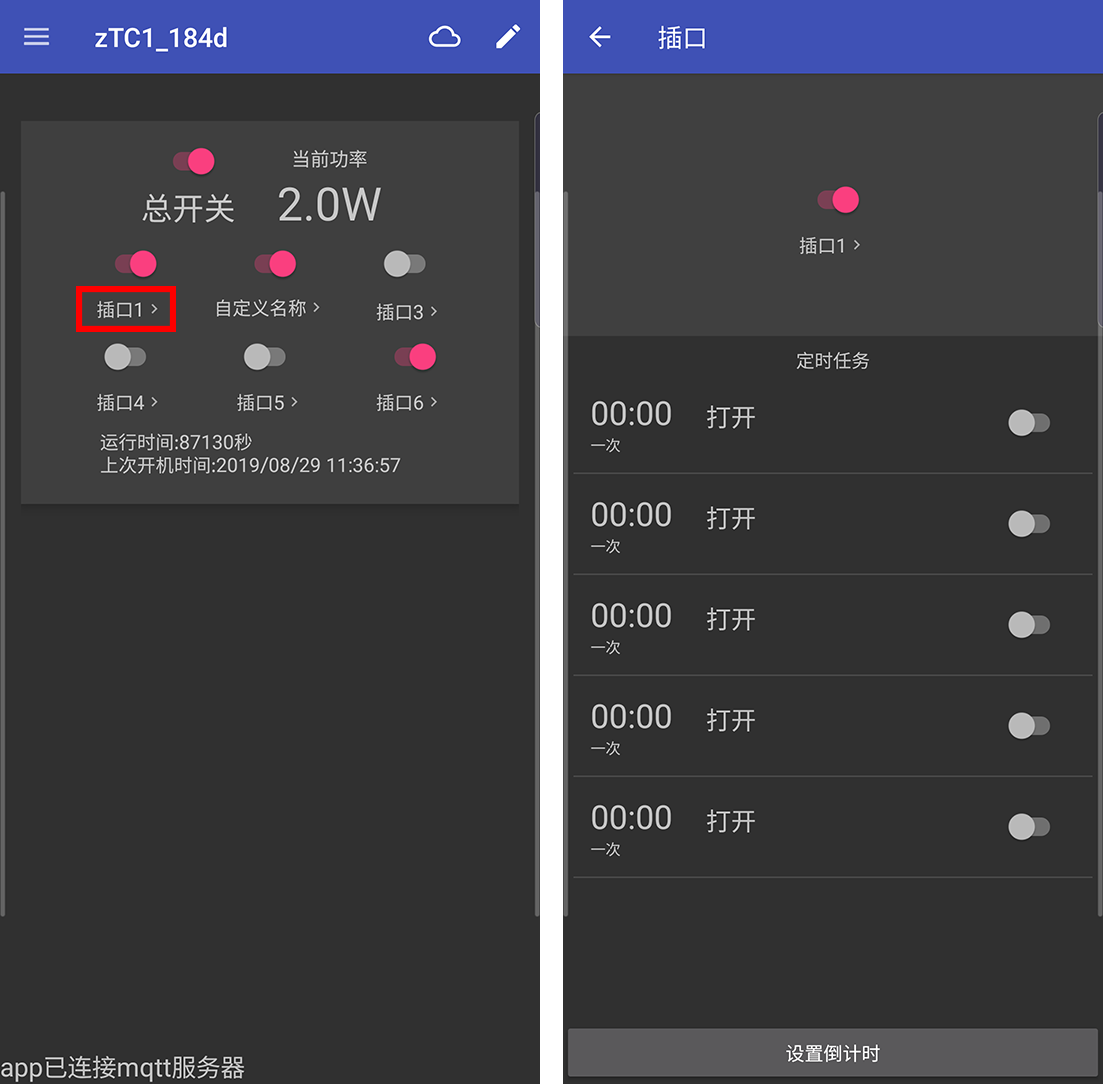 zTC1_184d
当前功率
总开关 2.0W
插口1 自定义名称 插口3
插口4 插口5 插口6
运行时间:87130秒
上次开机时间:2019/08/29 11:36:57
app已连接mqtt服务器
插口
插口1
定时任务
00:00 打开
一次
00:00 打开
一次
00:00 打开
一次
00:00 打开
一次
00:00 打开
一次
设置倒计时